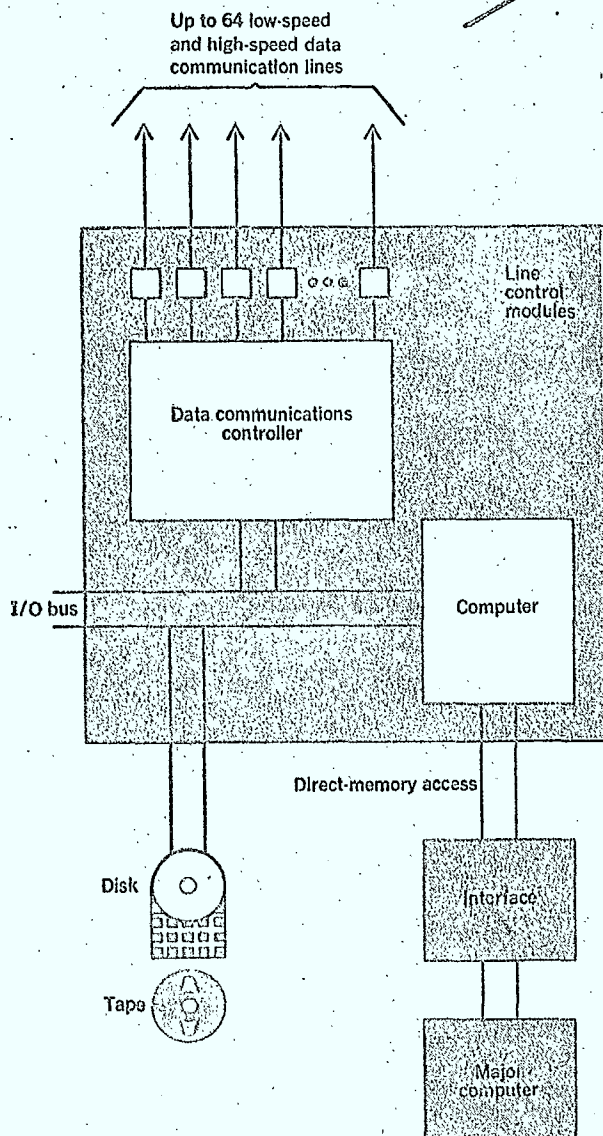 Up to 64 low-speed
and high-speed data
communication lines
Line
control
modules
Data communications
controller
I/O bus
Computer
Direct-memory access
Disk
Interface
Tape
Major
computer